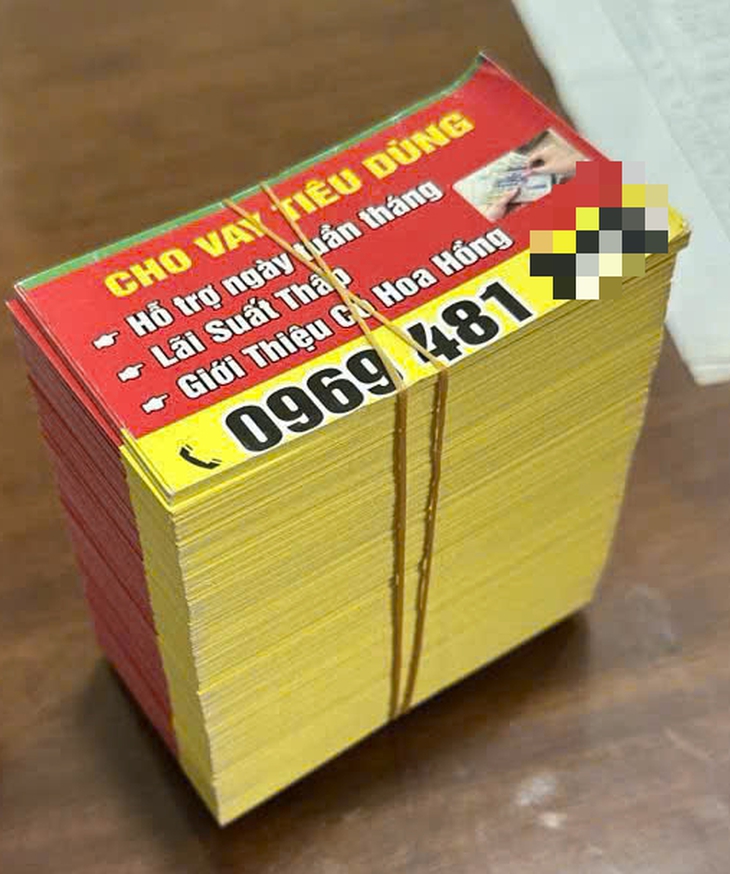 CHO VAY TIÊU DÙNG
Hỗ trợ ngày tuần tháng
Lãi Suất Thấp
Giới Thiệu Có Hoa Hồng
0969 481